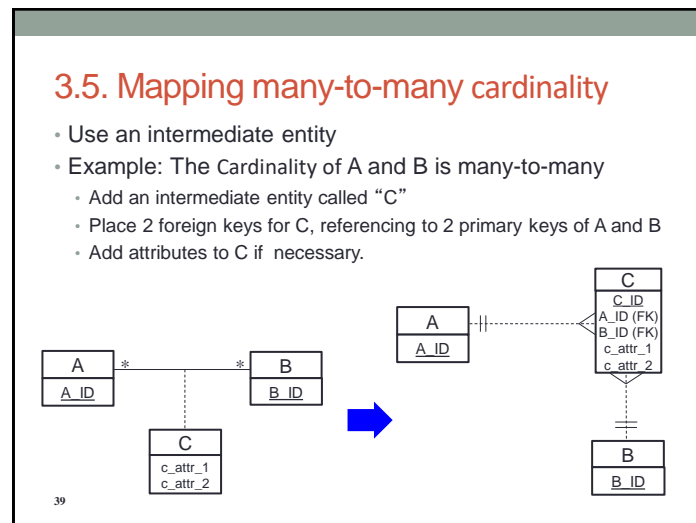 3.5. Mapping many-to-many cardinality
• Use an intermediate entity
• Example: The Cardinality of A and B is many-to-many
• Add an intermediate entity called “C”
• Place 2 foreign keys for C, referencing to 2 primary keys of A and B
• Add attributes to C if necessary.
A
A_ID
*
*
B
B_ID
C
c_attr_1
c_attr_2
A
A_ID
C
C_ID
A_ID (FK)
B_ID (FK)
c_attr_1
c_attr_2
B
B_ID
39